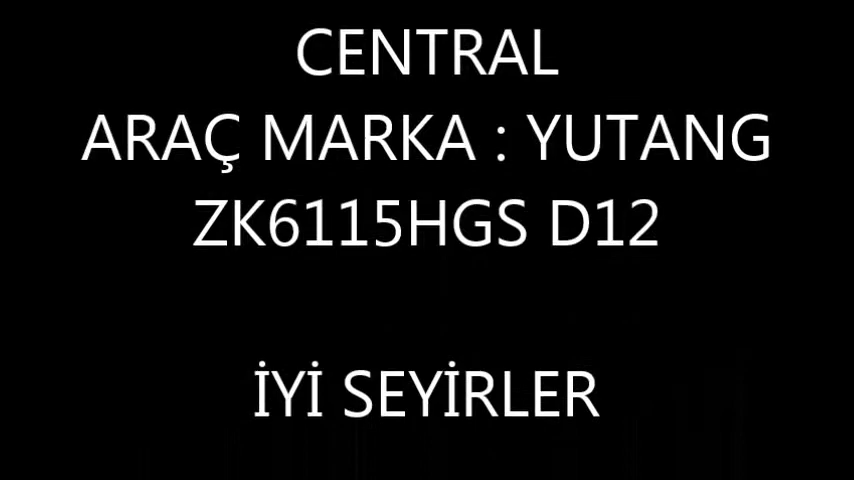 CENTRAL
ARAÇ MARKA : YUTANG
ZK6115HGS D12
İYİ SEYİRLER